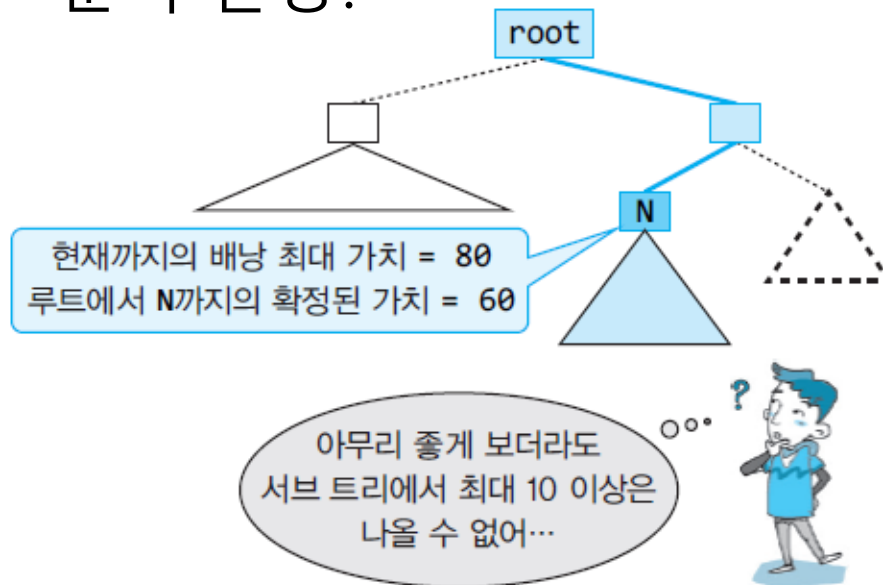 root
N
현재까지의 배낭 최대 가치 = 80
루트에서 N까지의 확정된 가치 = 60
?
아무리 좋게 보더라도
서브 트리에서 최대 10 이상은
나올 수 없어…